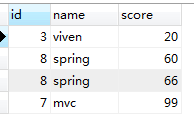 id name score
3 viven 20
8 spring 60
8 spring 66
7 mvc 99